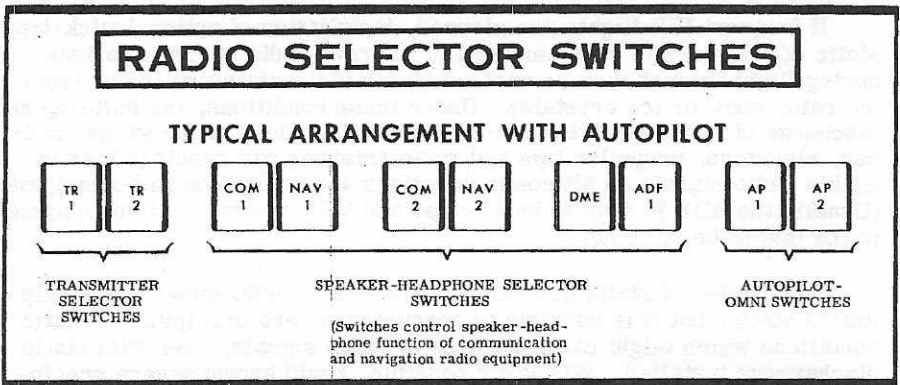 RADIO SELECTOR SWITCHES
TYPICAL ARRANGEMENT WITH AUTOPILOT
TR 1
TR 2
COM 1
NAV 1
COM 2
NAV 2
DME
ADF 1
AP 1
AP 2
TRANSMITTER
SELECTOR
SWITCHES
SPEAKER-HEADPHONE SELECTOR
SWITCHES
(Switches control speaker-head-
phone function of communication
and navigation radio equipment)
AUTOPILOT-
OMNI SWITCHES